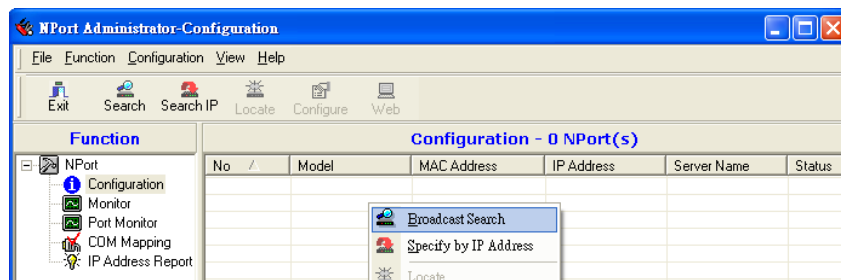 NPort Administrator-Configuration
File Function Configuration View Help
Exit Search Search IP Locate Configure Web
Function
Configuration - 0 NPort(s)
NPort
Configuration
Monitor
Port Monitor
COM Mapping
IP Address Report
No Model MAC Address IP Address Server Name Status
Broadcast Search
Specify by IP Address
Locate